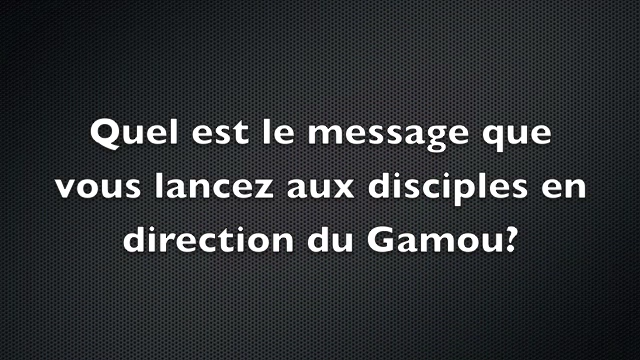 Quel est le message que
vous lancez aux disciples en
direction du Gamou?